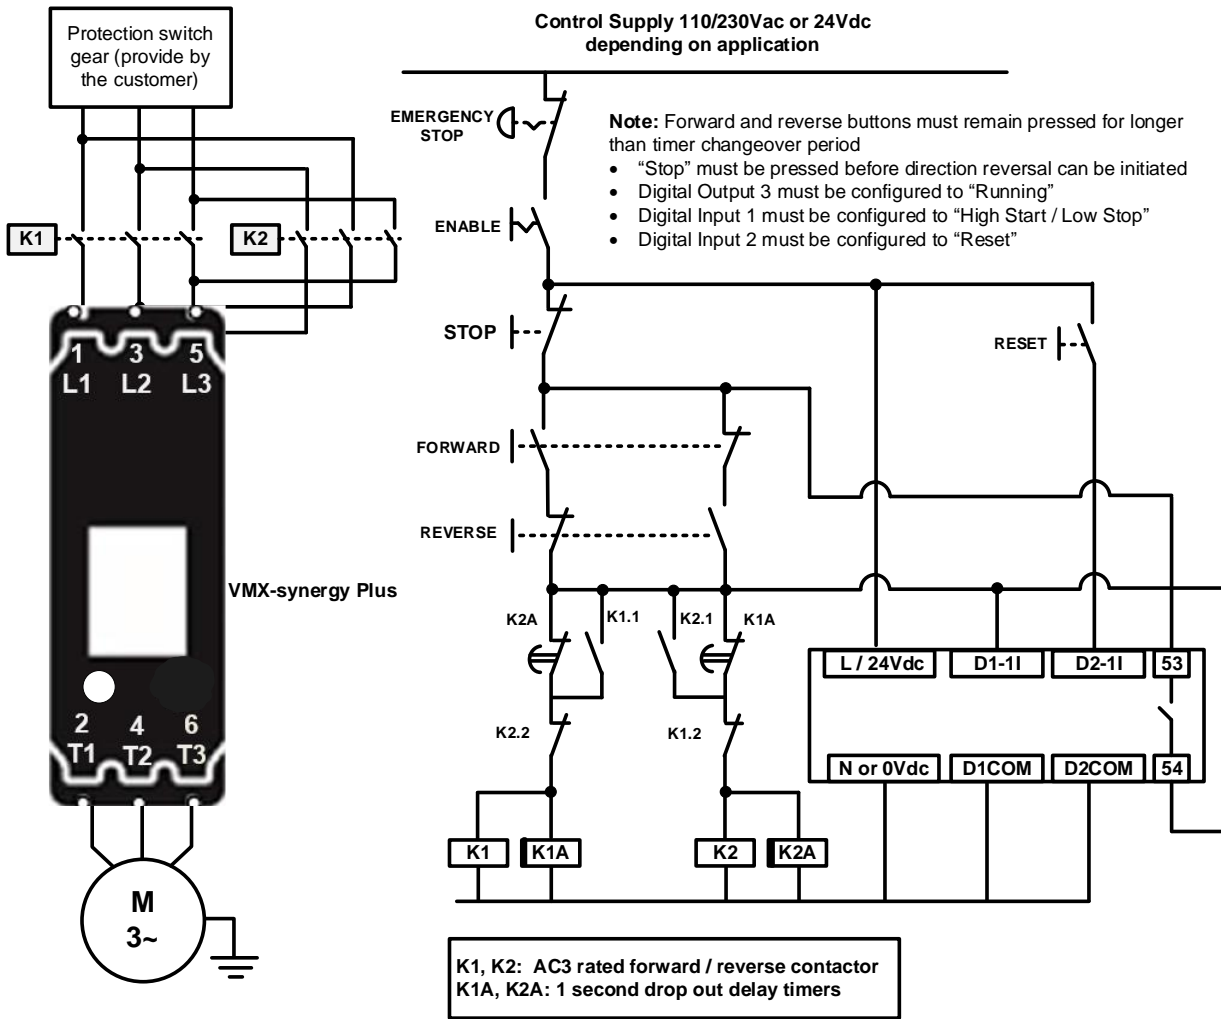 Protection switch
gear (provide by
the customer)
Control Supply 110/230Vac or 24Vdc
depending on application
EMERGENCY
STOP
Note: Forward and reverse buttons must remain pressed for longer
than timer changeover period
• “Stop” must be pressed before direction reversal can be initiated
• Digital Output 3 must be configured to “Running”
• Digital Input 1 must be configured to “High Start / Low Stop”
• Digital Input 2 must be configured to “Reset”
K1
K2
ENABLE
STOP
RESET
1 3 5
L1 L2 L3
FORWARD
REVERSE
VMX-synergy Plus
K2A
K1.1
K2.1
K1A
L / 24Vdc
D1-1I
D2-1I
53
2 4 6
T1 T2 T3
K2.2
K1.2
N or 0Vdc
D1COM
D2COM
54
K1
K1A
K2
K2A
M
3~
K1, K2: AC3 rated forward / reverse contactor
K1A, K2A: 1 second drop out delay timers